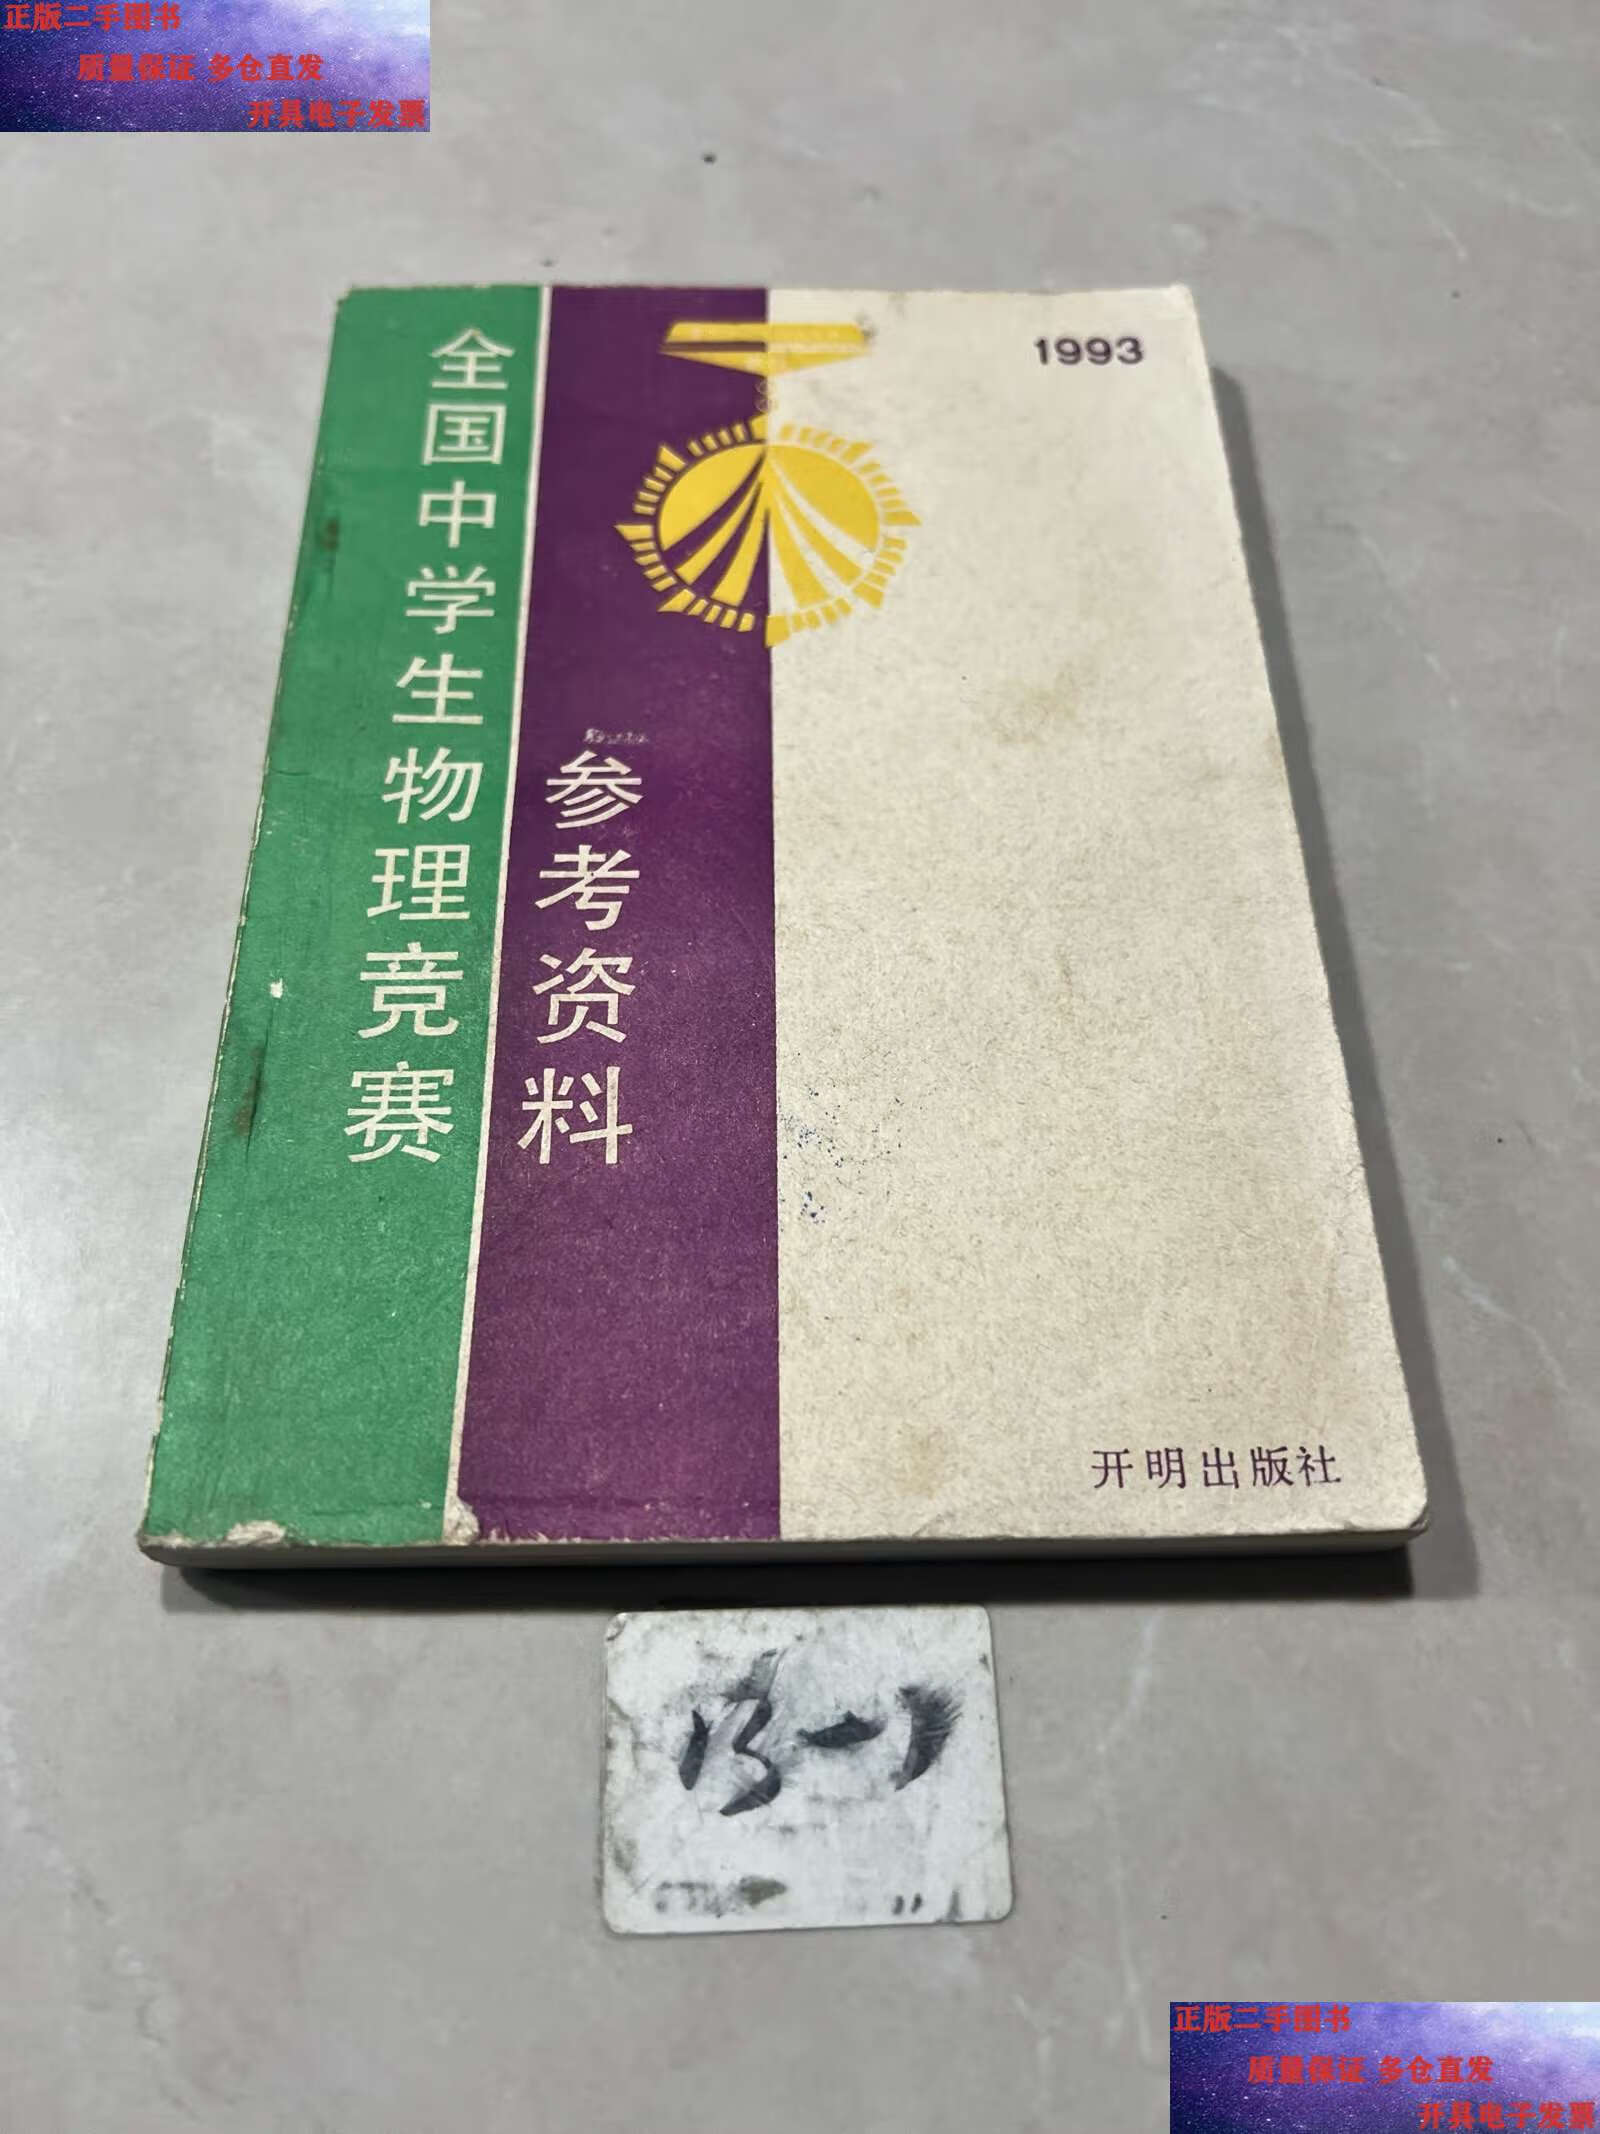 正版二手图书
质量保证 多仓直发
开具电子发票
1993
全国中学生物理竞赛
参考资料
开明出版社
13-1
正版二手图书
质量保证 多仓直发
开具电子发票